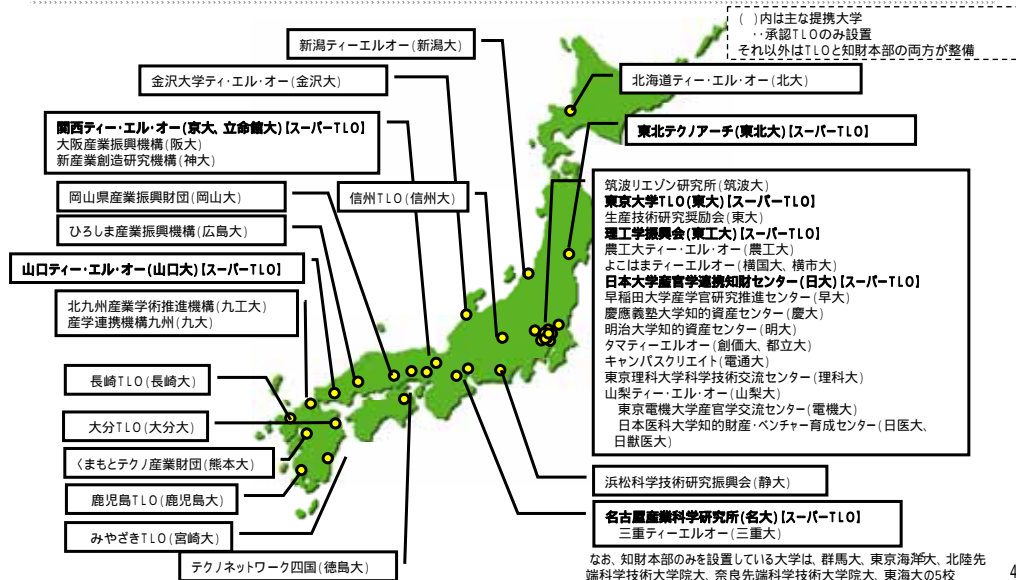 ( )内は主な提携大学
‥承認TLOのみ設置
それ以外はTLOと知財本部の両方が整備
新潟ティーエルオー(新潟大)
金沢大学ティ・エル・オー(金沢大)
北海道ティー・エル・オー(北大)
関西ティー・エル・オー(京大、立命館大)【スーパーTLO】
大阪産業振興機構(阪大)
新産業創造研究機構(神大)
東北テクノアーチ(東北大)【スーパーTLO】
岡山県産業振興財団(岡山大)
信州TLO(信州大)
ひろしま産業振興機構(広島大)
山口ティー・エル・オー(山口大)【スーパーTLO】
北九州産業学術推進機構(九工大)
産学連携機構九州(九大)
筑波リエゾン研究所(筑波大)
東京大学TLO(東大)【スーパーTLO】
生産技術研究奨励会(東大)
理工学振興会(東工大)【スーパーTLO】
農工大ティー・エル・オー(農工大)
よこはまティーエルオー(横国大、横市大)
日本大学産官学連携知財センター(日大)【スーパーTLO】
早稲田大学産学官研究推進センター(早大)
慶應義塾大学知的資産センター(慶大)
明治大学知的資産センター(明大)
タマティーエルオー(創価大、都立大)
キャンパスクリエイト(電通大)
東京理科大学科学技術交流センター(理科大)
山梨ティー・エル・オー(山梨大)
東京電機大学産官学交流センター(電機大)
日本医科大学知的財産・ベンチャー育成センター(日医大、
日獣医大)
長崎TLO(長崎大)
大分TLO(大分大)
くまもとテクノ産業財団(熊本大)
鹿児島TLO(鹿児島大)
みやざきTLO(宮崎大)
テクノネットワーク四国(徳島大)
浜松科学技術研究振興会(静大)
名古屋産業科学研究所(名大)【スーパーTLO】
三重ティーエルオー(三重大)
なお、知財本部のみを設置している大学は、群馬大、東京海洋大、北陸先
端科学技術大学院大、奈良先端科学技術大学院大、東海大の5校
4